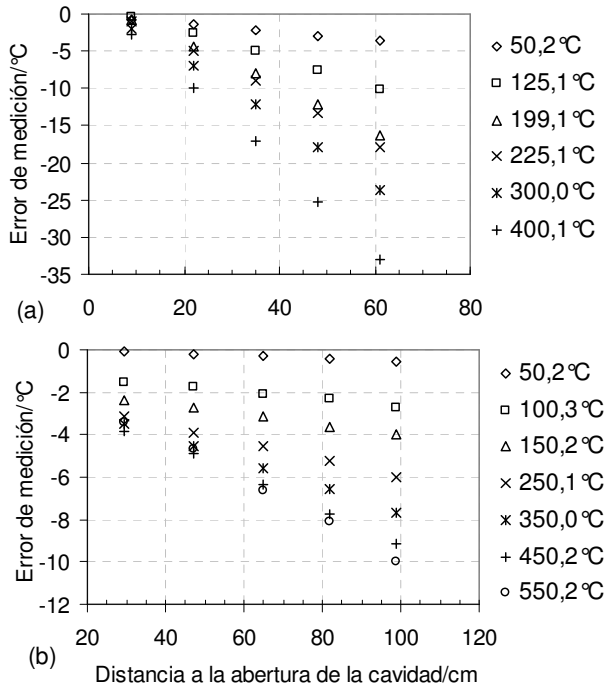 0
-5
-10
-15
-20
-25
-30
-35
Error de medición/°C
0 20 40 60 80
(a)
50,2°C
125,1°C
199,1°C
225,1°C
300,0°C
400,1°C
0
-2
-4
-6
-8
-10
-12
Error de medición/°C
20 40 60 80 100 120
(b)
Distancia a la abertura de la cavidad/cm
50,2°C
100,3°C
150,2°C
250,1°C
350,0°C
450,2°C
550,2°C